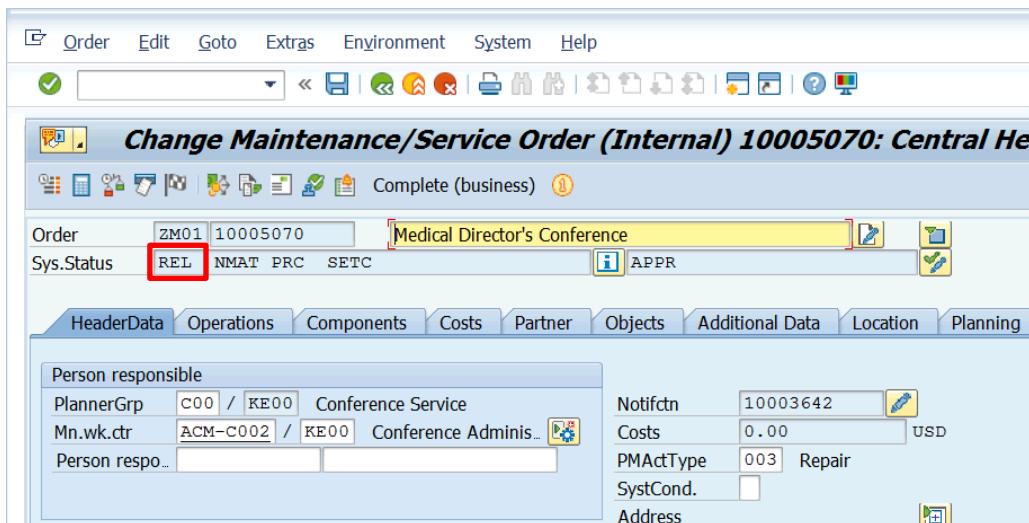 Order Edit Goto Extras Environment System Help
Change Maintenance/Service Order (Internal) 10005070: Central He
Complete (business)
Order ZM01 10005070 Medical Director's Conference
Sys.Status REL NMAT PRC SETC APPR
HeaderData Operations Components Costs Partner Objects Additional Data Location Planning
Person responsible
PlannerGrp C00 / KE00 Conference Service
Notifctn 10003642
Mn.wk.ctr ACM-C002 / KE00 Conference Adminis…
Costs 0.00 USD
Person respo…
PMActType 003 Repair
SystCond.
Address